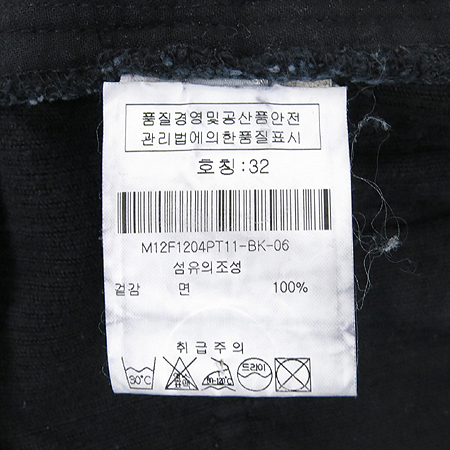 품질경영및공산품안전
관리법에의한품질표시
호칭:32
M12F1204PT11-BK-06
섬유의조성
겉감 면 100%
취급주의
30°C 드라이